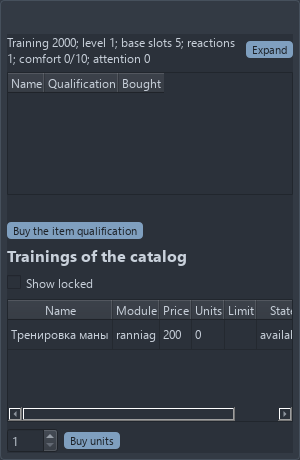 Training 2000; level 1; base slots 5; reactions
1; comfort 0/10; attention 0
Expand
Name Qualification Bought
Buy the item qualification
Trainings of the catalog
Show locked
Name Module Price Units Limit State
Тренировка маны ranniag 200 0 availal
1 Buy units